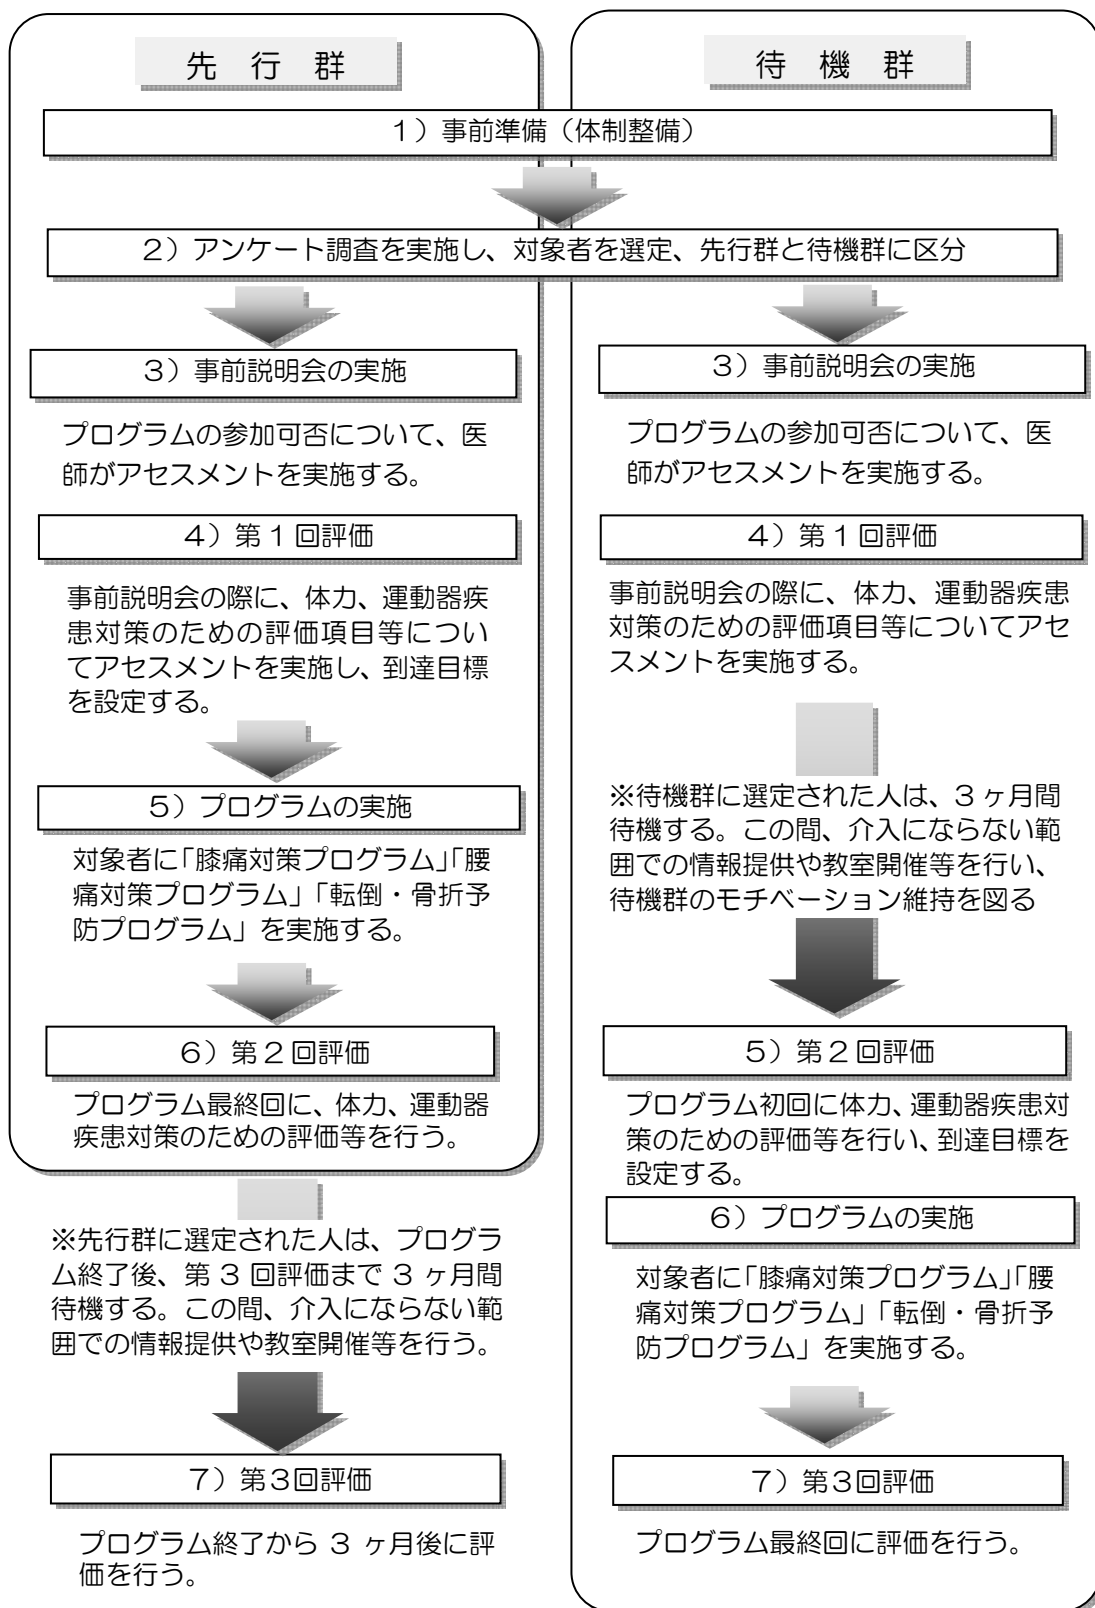 先 行 群
待 機 群
1）事前準備（体制整備）
2）アンケート調査を実施し、対象者を選定、先行群と待機群に区分
3）事前説明会の実施
プログラムの参加可否について、医
師がアセスメントを実施する。
4）第1回評価
事前説明会の際に、体力、運動器疾
患対策のための評価項目等につい
てアセスメントを実施し、到達目標
を設定する。
5）プログラムの実施
対象者に「膝痛対策プログラム」「腰
痛対策プログラム」「転倒・骨折予
防プログラム」を実施する。
6）第2回評価
プログラム最終回に、体力、運動器
疾患対策のための評価等を行う。
※先行群に選定された人は、プログラ
ム終了後、第 3 回評価まで 3 ヶ月間
待機する。この間、介入にならない範
囲での情報提供や教室開催等を行う。
7）第3回評価
プログラム終了から 3 ヶ月後に評
価を行う。
3）事前説明会の実施
プログラムの参加可否について、医
師がアセスメントを実施する。
4）第1回評価
事前説明会の際に、体力、運動器疾患
対策のための評価項目等についてアセ
スメントを実施する。
※待機群に選定された人は、3ヶ月間
待機する。この間、介入にならない範
囲での情報提供や教室開催等を行い、
待機群のモチベーション維持を図る
5）第2回評価
プログラム初回に体力、運動器疾患対
策のための評価等を行い、到達目標を
設定する。
6）プログラムの実施
対象者に「膝痛対策プログラム」「腰
痛対策プログラム」「転倒・骨折予
防プログラム」を実施する。
7）第3回評価
プログラム最終回に評価を行う。